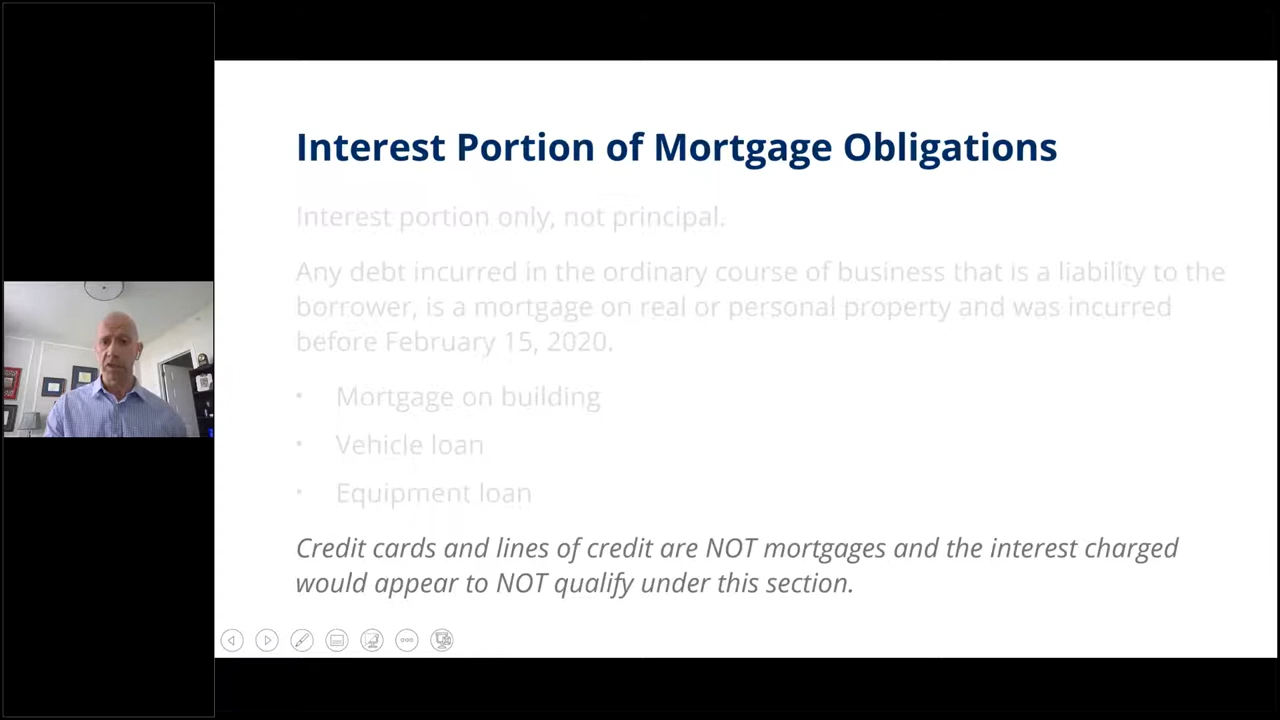 Interest Portion of Mortgage Obligations
Interest portion only, not principal.
Any debt incurred in the ordinary course of business that is a liability to the
borrower, is a mortgage on real or personal property and was incurred
before February 15, 2020.
• Mortgage on building
• Vehicle loan
• Equipment loan
Credit cards and lines of credit are NOT mortgages and the interest charged
would appear to NOT qualify under this section.